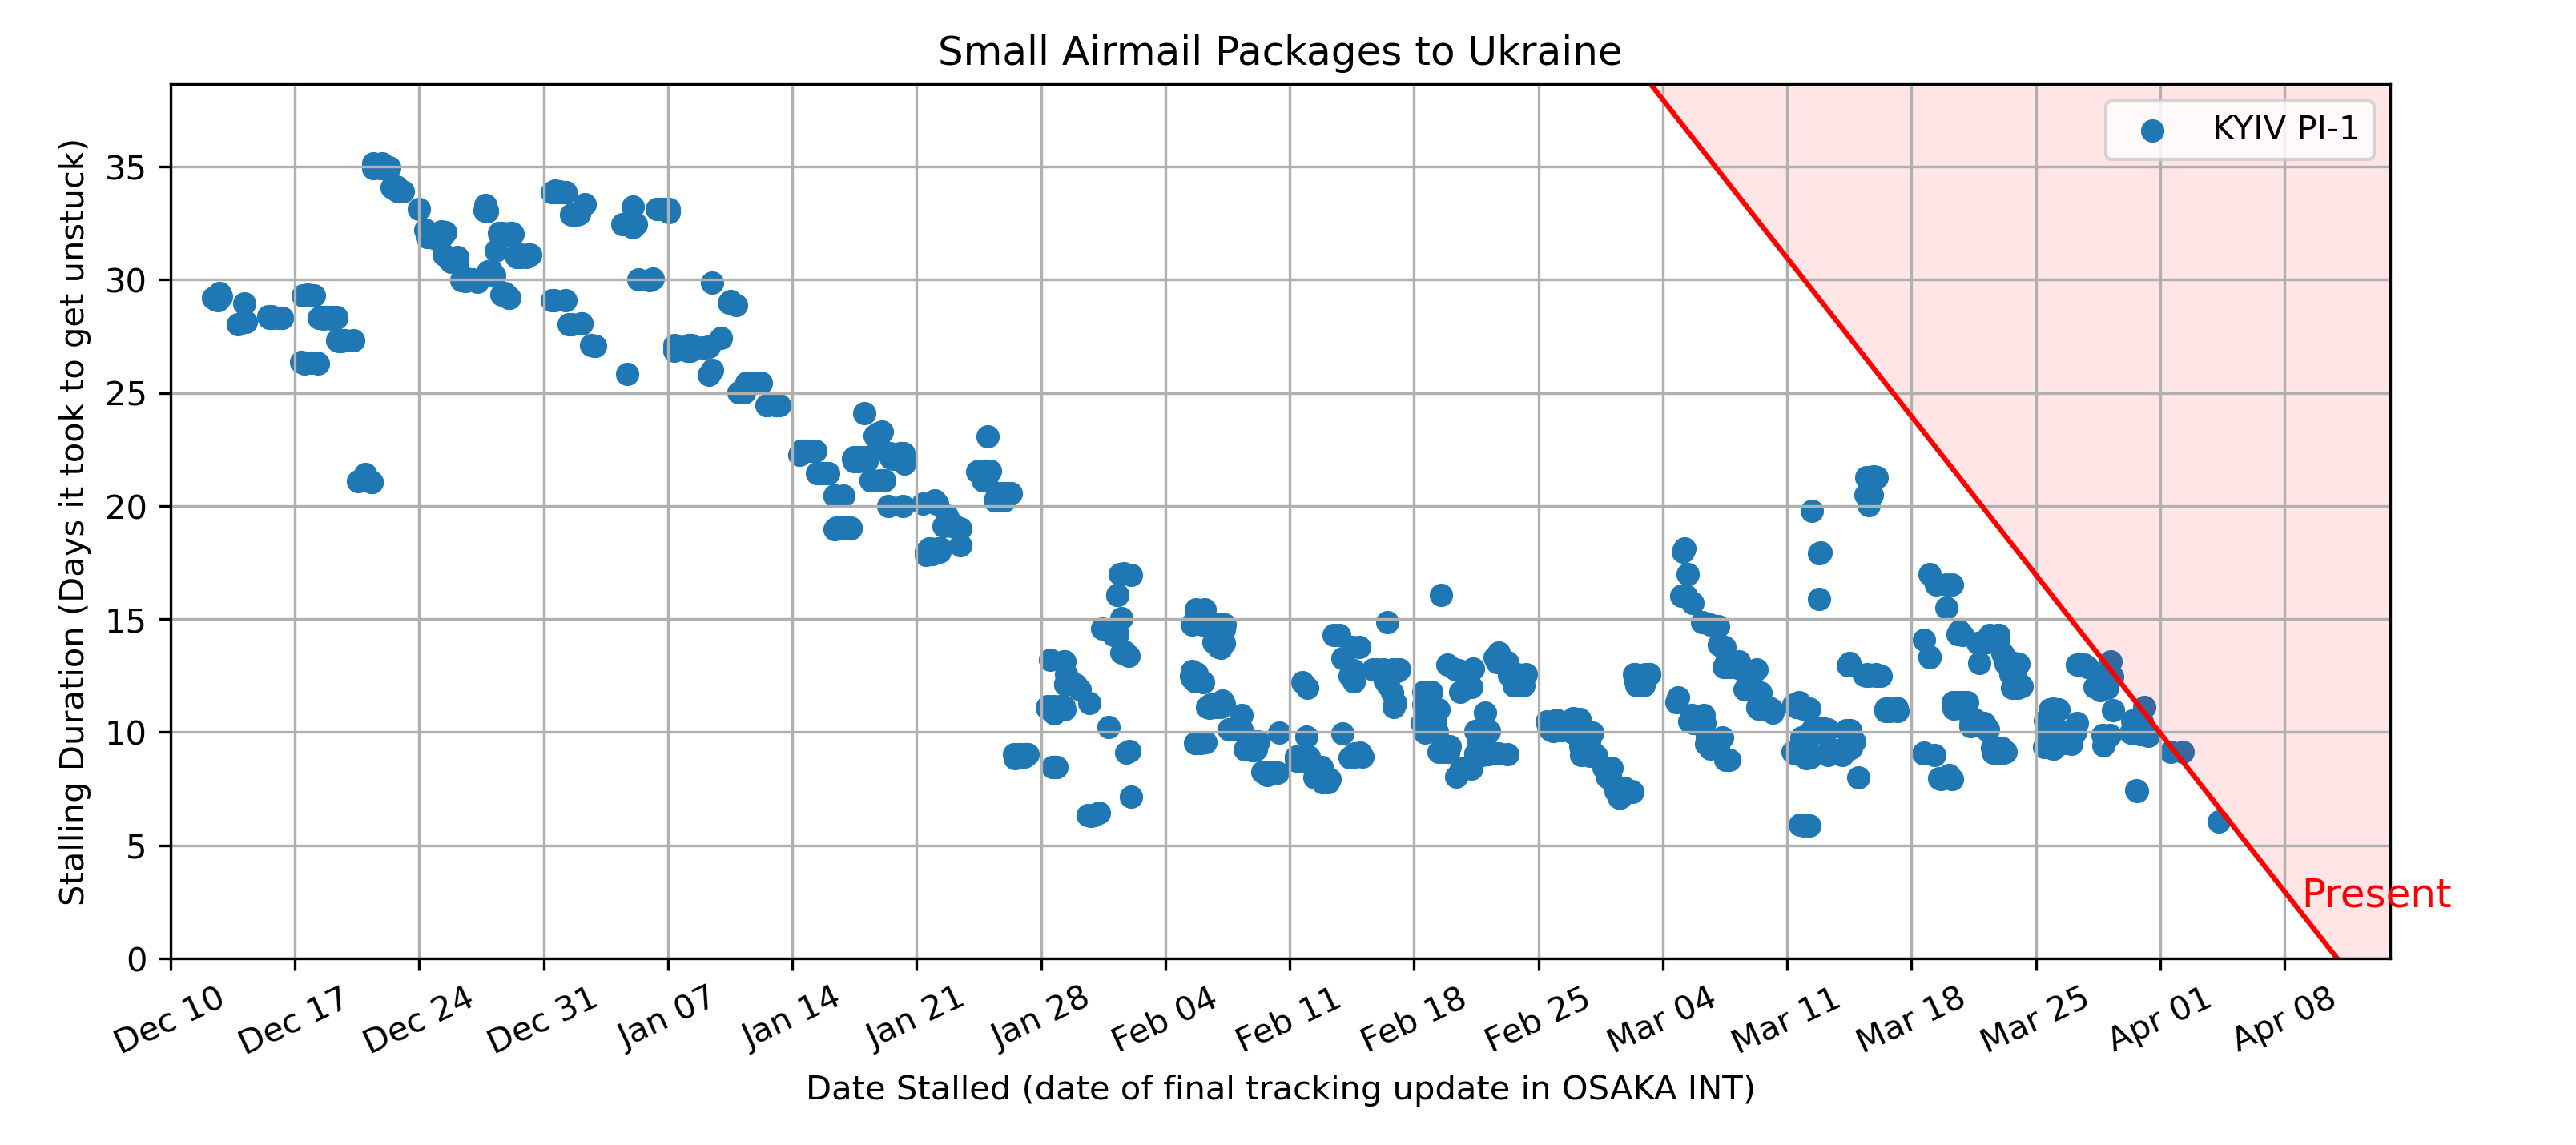 Small Airmail Packages to Ukraine
KYIV PI-1
Stalling Duration (Days it took to get unstuck)
35
30
25
20
15
10
5
0
Present
Dec 10 Dec 17 Dec 24 Dec 31 Jan 07 Jan 14 Jan 21 Jan 28 Feb 04 Feb 11 Feb 18 Feb 25 Mar 04 Mar 11 Mar 18 Mar 25 Apr 01 Apr 08
Date Stalled (date of final tracking update in OSAKA INT)